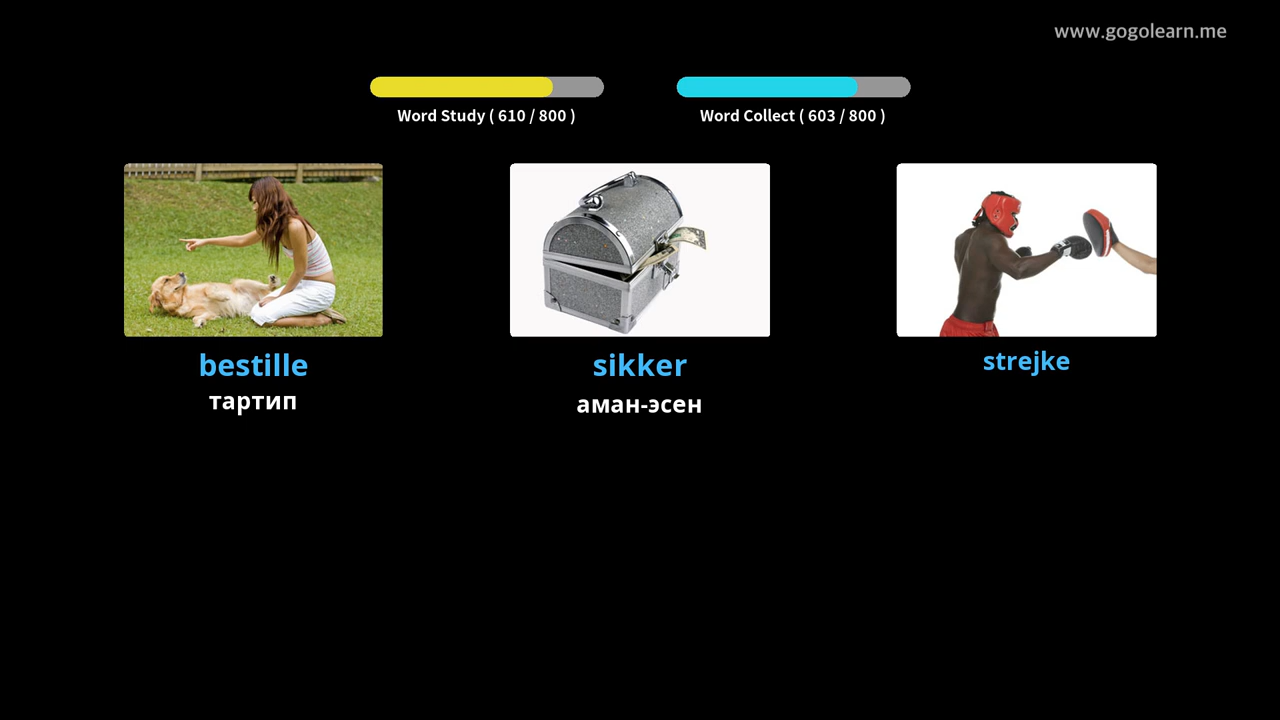 www.gogolearn.me
Word Study ( 610 / 800 )
Word Collect ( 603 / 800 )
bestille
sikker
strejke
тартип
аман-эсен